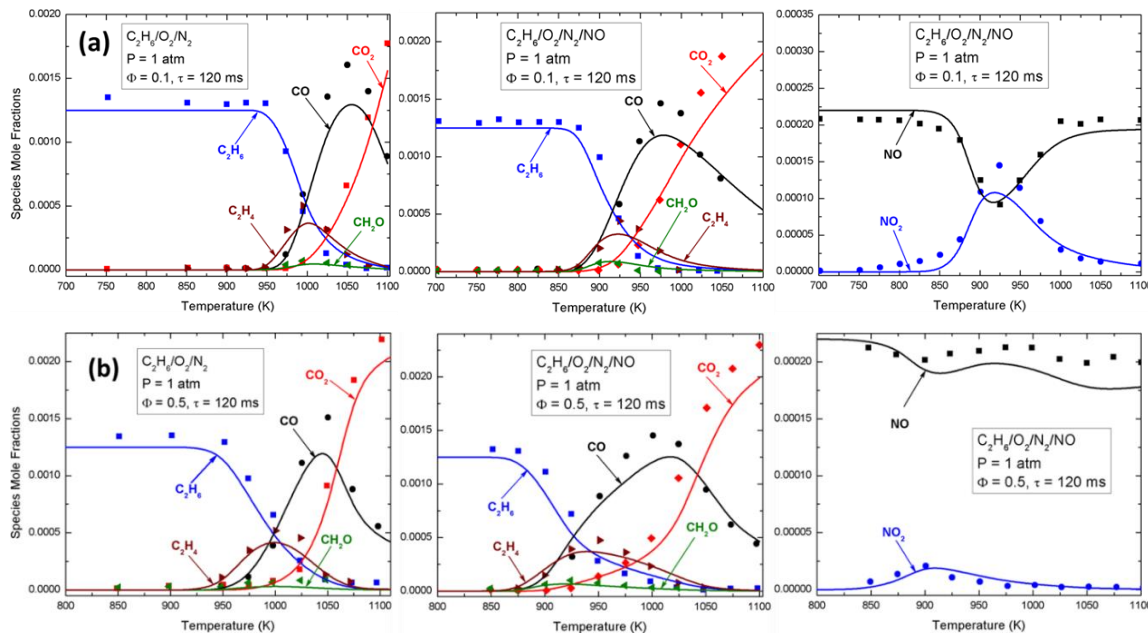 (a)
Species Mole Fractions
0.0020
0.0015
0.0010
0.0005
0.0000
C₂H₆/O₂/N₂
P = 1 atm
Φ = 0.1, τ = 120 ms
CO₂
CO
C₂H₆
C₂H₄
CH₂O
700 750 800 850 900 950 1000 1050 1100
Temperature (K)
0.0020
0.0015
0.0010
0.0005
0.0000
C₂H₆/O₂/N₂/NO
P = 1 atm
Φ = 0.1, τ = 120 ms
CO₂
CO
C₂H₆
CH₂O
C₂H₄
700 750 800 850 900 950 1000 1050 1100
Temperature (K)
0.00035
0.00030
0.00025
0.00020
0.00015
0.00010
0.00005
0.00000
C₂H₆/O₂/N₂/NO
P = 1 atm
Φ = 0.1, τ = 120 ms
NO
NO₂
700 750 800 850 900 950 1000 1050 1100
Temperature (K)
(b)
Species Mole Fractions
0.0020
0.0015
0.0010
0.0005
0.0000
C₂H₆/O₂/N₂
P = 1 atm
Φ = 0.5, τ = 120 ms
CO₂
CO
C₂H₆
C₂H₄
CH₂O
800 850 900 950 1000 1050 1100
Temperature (K)
0.0020
0.0015
0.0010
0.0005
0.0000
C₂H₆/O₂/N₂/NO
P = 1 atm
Φ = 0.5, τ = 120 ms
CO₂
CO
C₂H₆
C₂H₄
CH₂O
800 850 900 950 1000 1050 1100
Temperature (K)
0.00020
0.00015
0.00010
0.00005
0.00000
NO
C₂H₆/O₂/N₂/NO
P = 1 atm
Φ = 0.5, τ = 120 ms
NO₂
800 850 900 950 1000 1050 1100
Temperature (K)